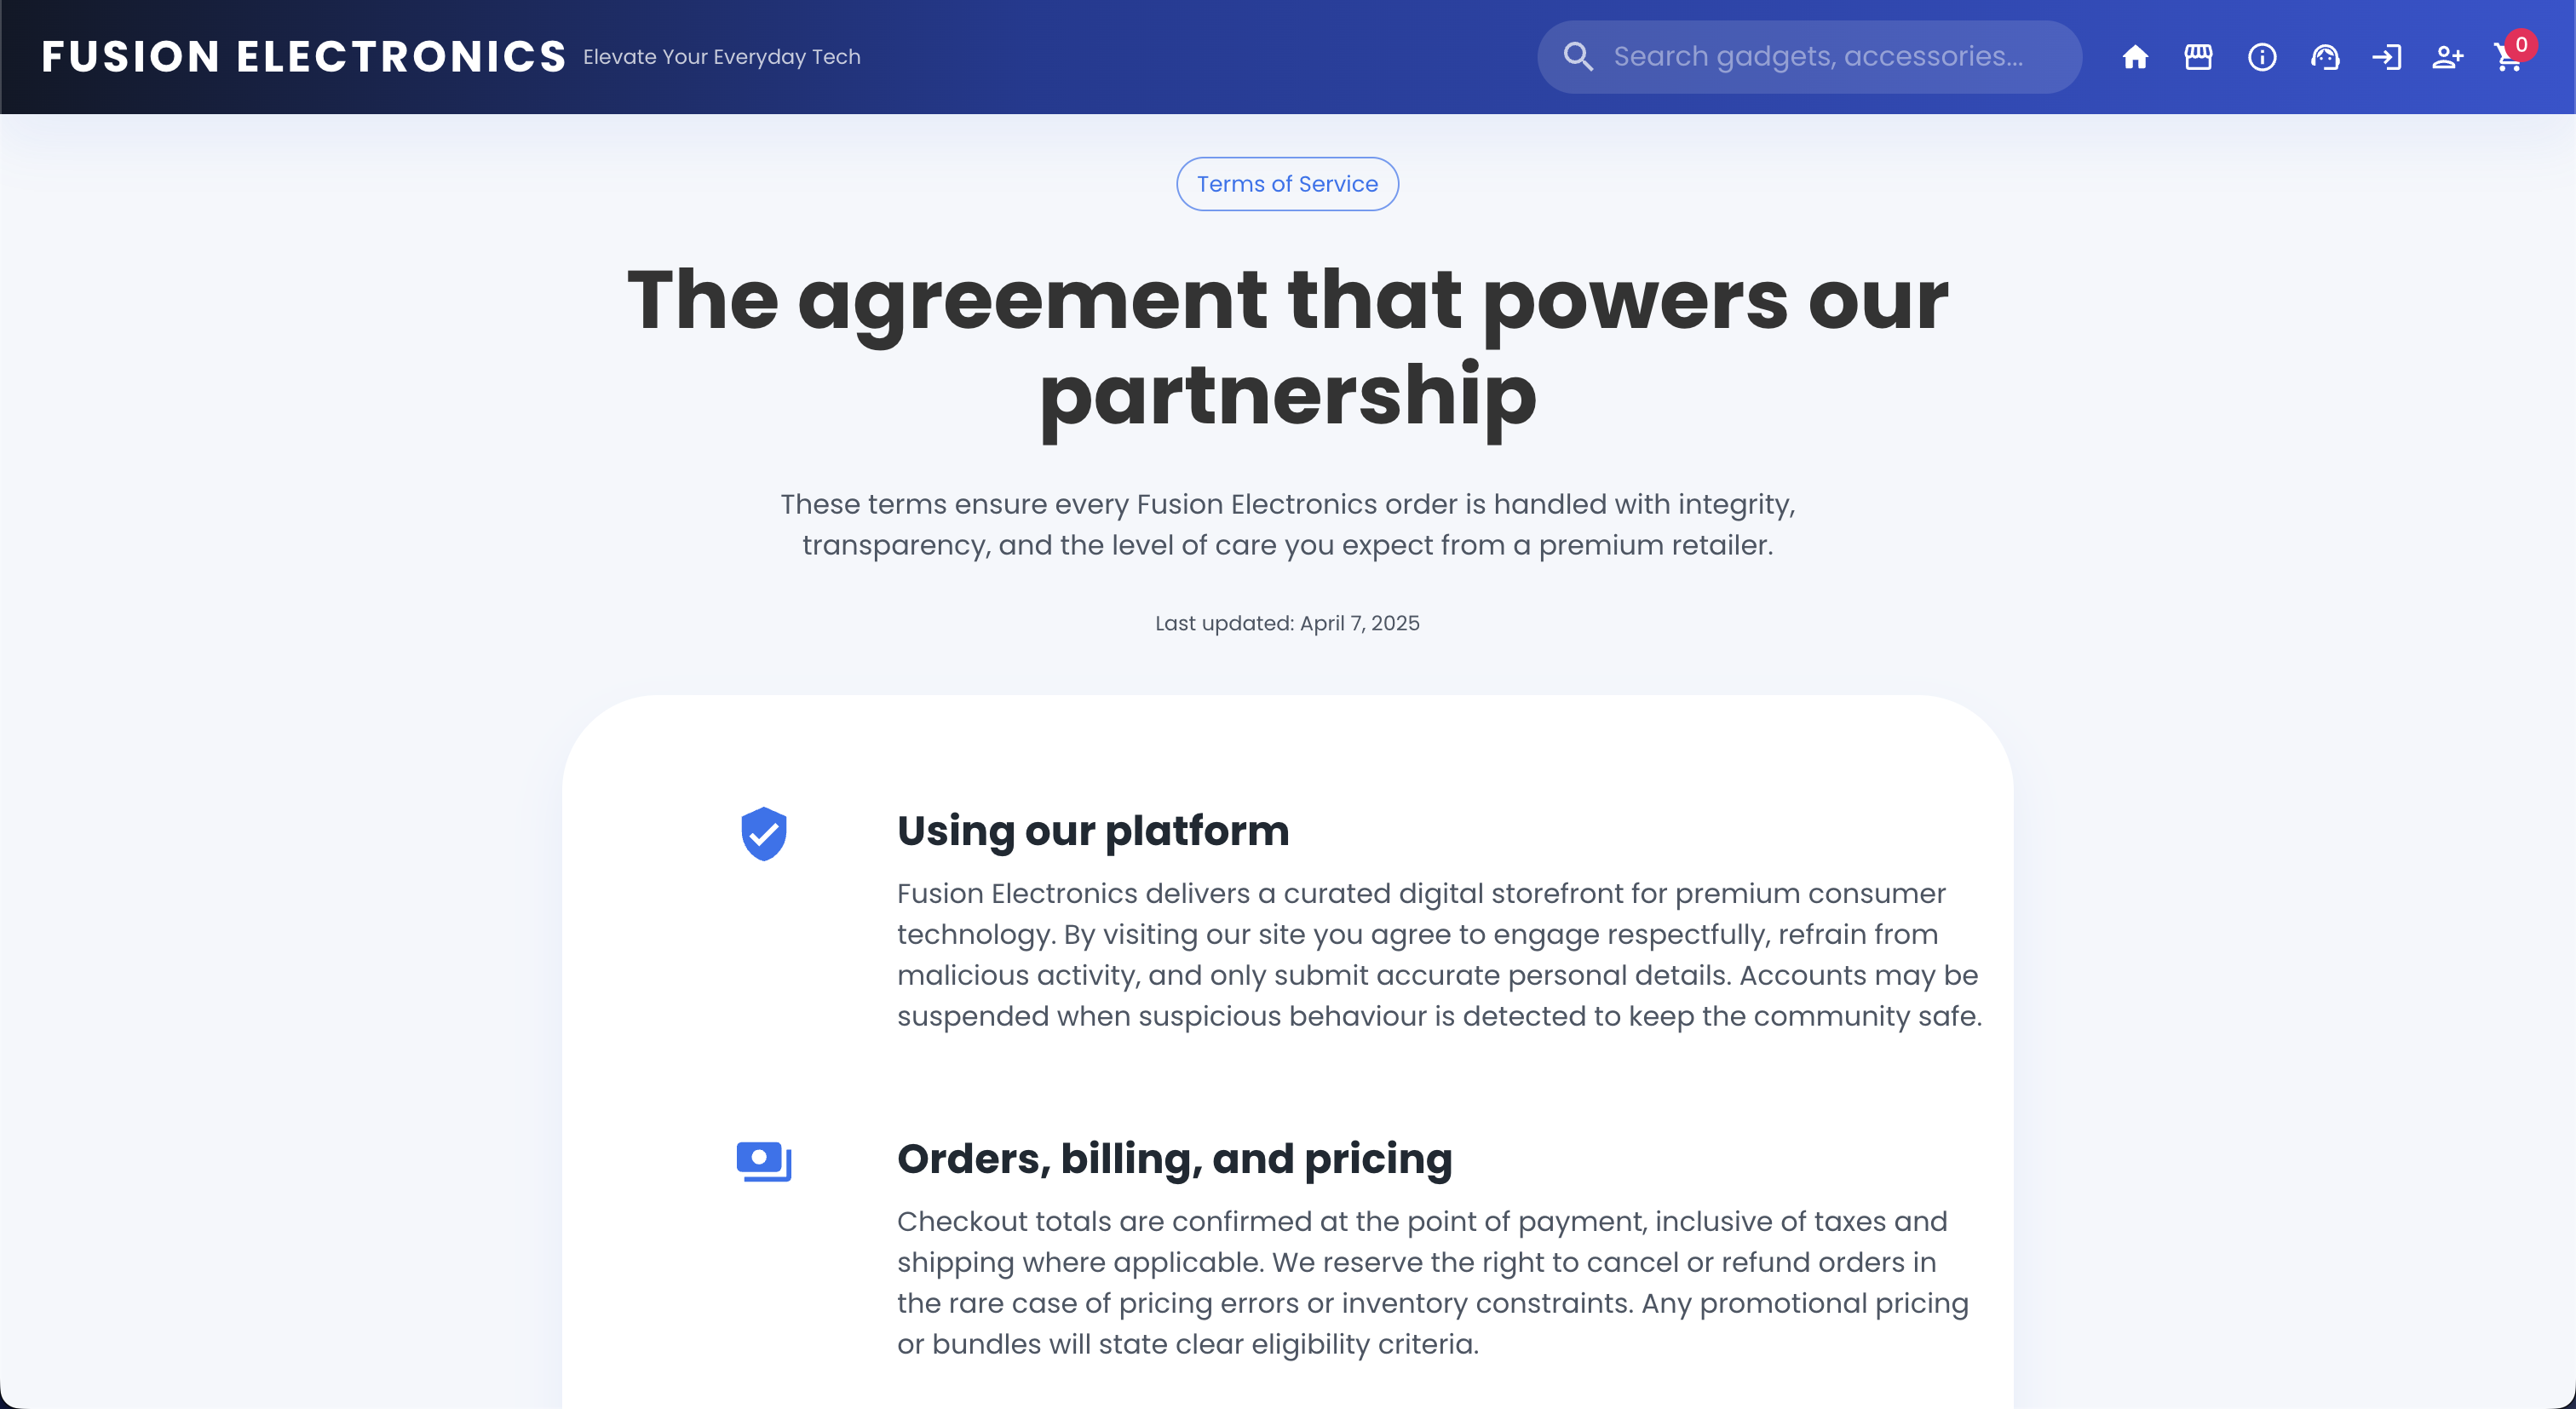 FUSION ELECTRONICS Elevate Your Everyday Tech
Search gadgets, accessories...
0
Terms of Service
The agreement that powers our
partnership
These terms ensure every Fusion Electronics order is handled with integrity,
transparency, and the level of care you expect from a premium retailer.
Last updated: April 7, 2025
Using our platform
Fusion Electronics delivers a curated digital storefront for premium consumer
technology. By visiting our site you agree to engage respectfully, refrain from
malicious activity, and only submit accurate personal details. Accounts may be
suspended when suspicious behaviour is detected to keep the community safe.
Orders, billing, and pricing
Checkout totals are confirmed at the point of payment, inclusive of taxes and
shipping where applicable. We reserve the right to cancel or refund orders in
the rare case of pricing errors or inventory constraints. Any promotional pricing
or bundles will state clear eligibility criteria.